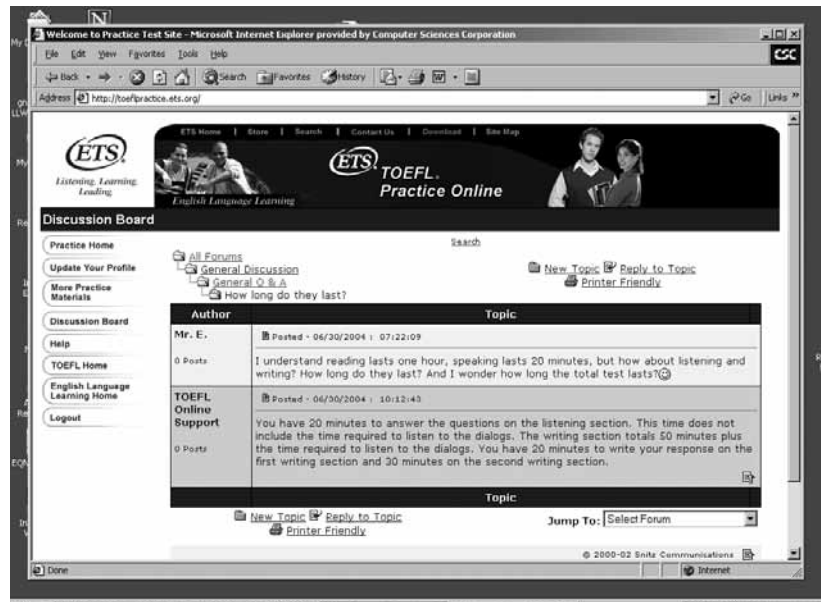 N
Welcome to Practice Test Site - Microsoft Internet Explorer provided by Computer Sciences Corporation
File Edit View Favorites Tools Help
CSC
Back Search Favorites History
Address http://toeflpractice.ets.org/ Go Links »
ETS Home | Store | Search | Contact Us | Download | Site Map
ETS®
Listening. Learning.
Leading.
English Language Learning
ETS® TOEFL®
Practice Online
Discussion Board
Practice Home
Update Your Profile
More Practice
Materials
Discussion Board
Help
TOEFL Home
English Language
Learning Home
Logout
Search
All Forums
General Discussion
General Q & A
How long do they last?
New Topic Reply to Topic
Printer Friendly
Author Topic
Mr. E.
0 Posts
Posted - 06/30/2004 : 07:22:09
I understand reading lasts one hour, speaking lasts 20 minutes, but how about listening and
writing? How long do they last? And I wonder how long the total test lasts?
TOEFL
Online
Support
0 Posts
Posted - 06/30/2004 : 10:12:43
You have 20 minutes to answer the questions on the listening section. This time does not
include the time required to listen to the dialogs. The writing section totals 50 minutes plus
the time required to listen to the dialogs. You have 20 minutes to write your response on the
first writing section and 30 minutes on the second writing section.
Topic
New Topic Reply to Topic
Printer Friendly
Jump To: Select Forum
© 2000-02 Snitz Communications
Done Internet